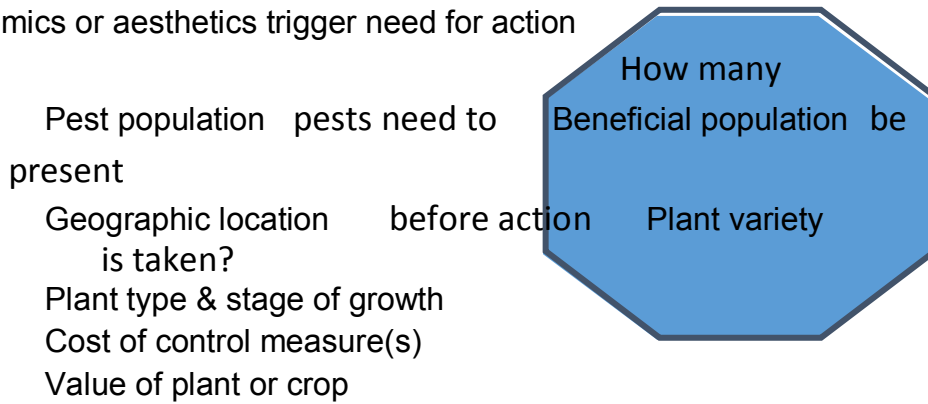 mics or aesthetics trigger need for action
How many
Pest population pests need to Beneficial population be
present
Geographic location before action Plant variety
is taken?
Plant type & stage of growth
Cost of control measure(s)
Value of plant or crop